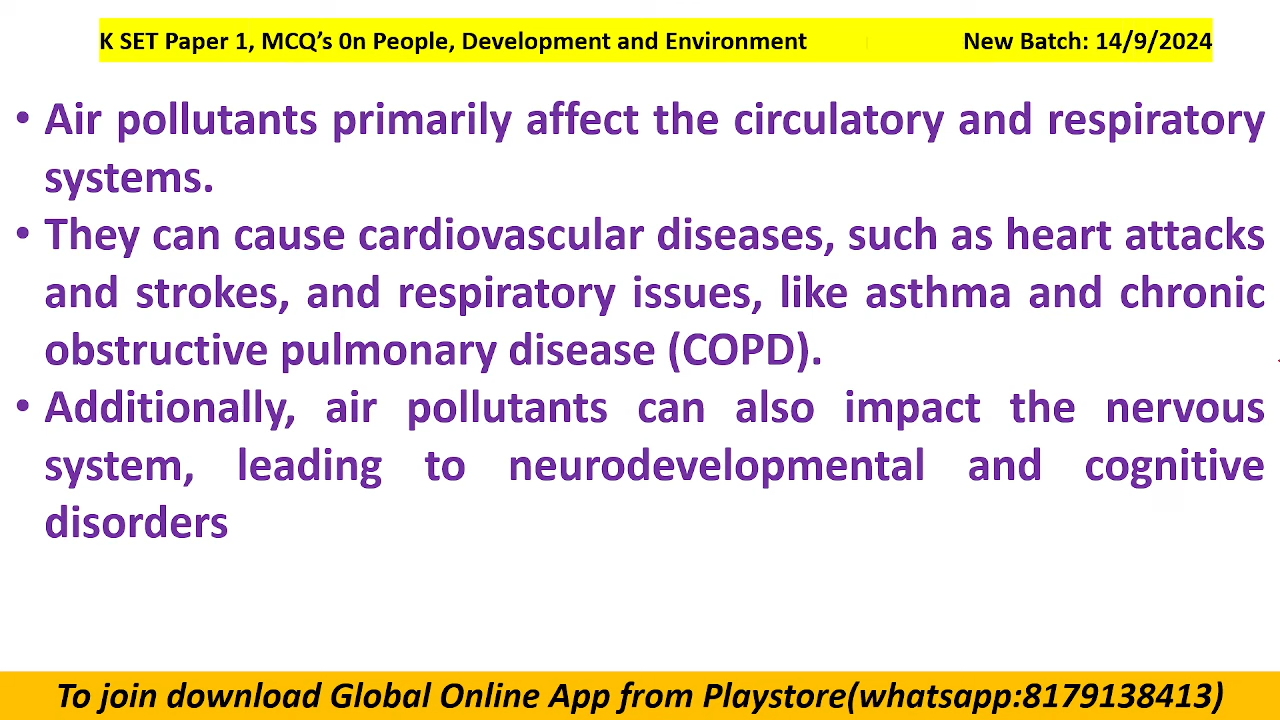 K SET Paper 1, MCQ’s 0n People, Development and Environment New Batch: 14/9/2024
• Air pollutants primarily affect the circulatory and respiratory
systems.
• They can cause cardiovascular diseases, such as heart attacks
and strokes, and respiratory issues, like asthma and chronic
obstructive pulmonary disease (COPD).
• Additionally, air pollutants can also impact the nervous
system, leading to neurodevelopmental and cognitive
disorders
To join download Global Online App from Playstore(whatsapp:8179138413)